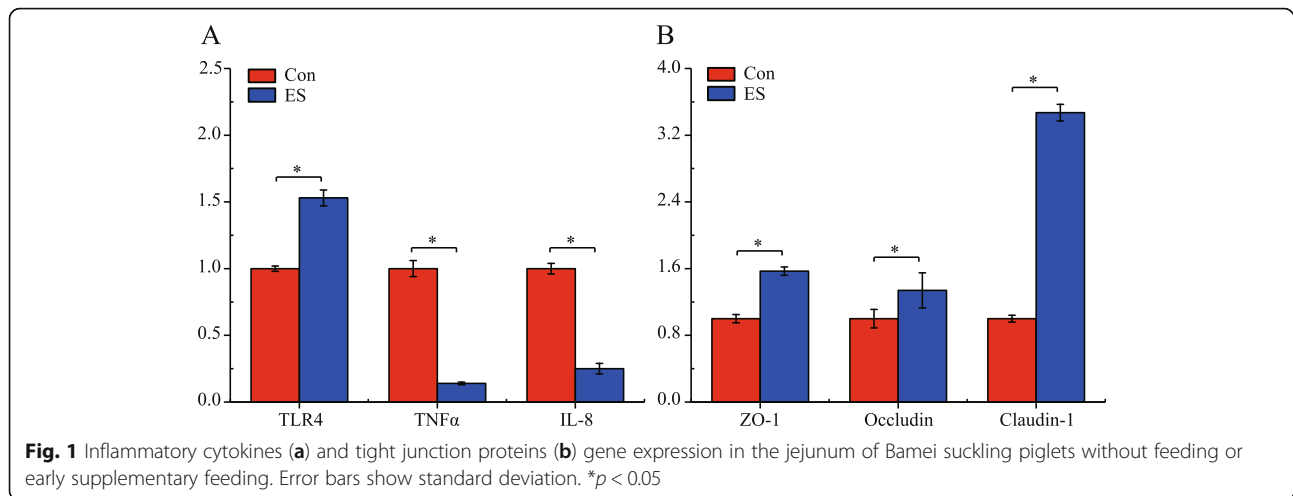 A
B
2.5
2.0
1.5
1.0
0.5
0.0
Con
ES
*
*
*
TLR4 TNFα IL-8
4.0
3.2
2.4
1.6
0.8
0.0
Con
ES
*
*
*
ZO-1 Occludin Claudin-1
Fig. 1 Inflammatory cytokines (a) and tight junction proteins (b) gene expression in the jejunum of Bamei suckling piglets without feeding or
early supplementary feeding. Error bars show standard deviation. *p < 0.05